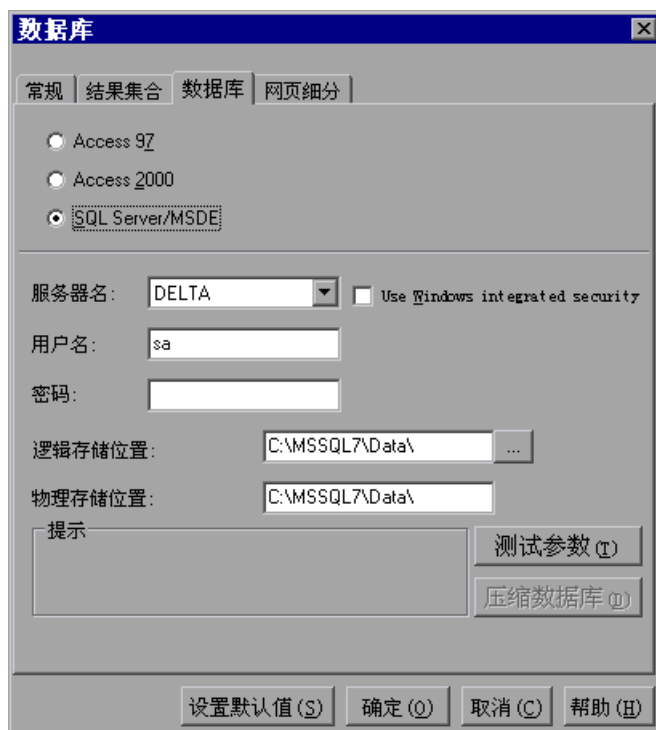 数据库
常规 结果集合 数据库 网页细分
Access 97
Access 2000
SQL Server/MSDE
服务器名: DELTA Use Windows integrated security
用户名: sa
密码:
逻辑存储位置: C:\MSSQL7\Data\ ...
物理存储位置: C:\MSSQL7\Data\
提示
测试参数(T)
压缩数据库(D)
设置默认值(S) 确定(O) 取消(C) 帮助(H)